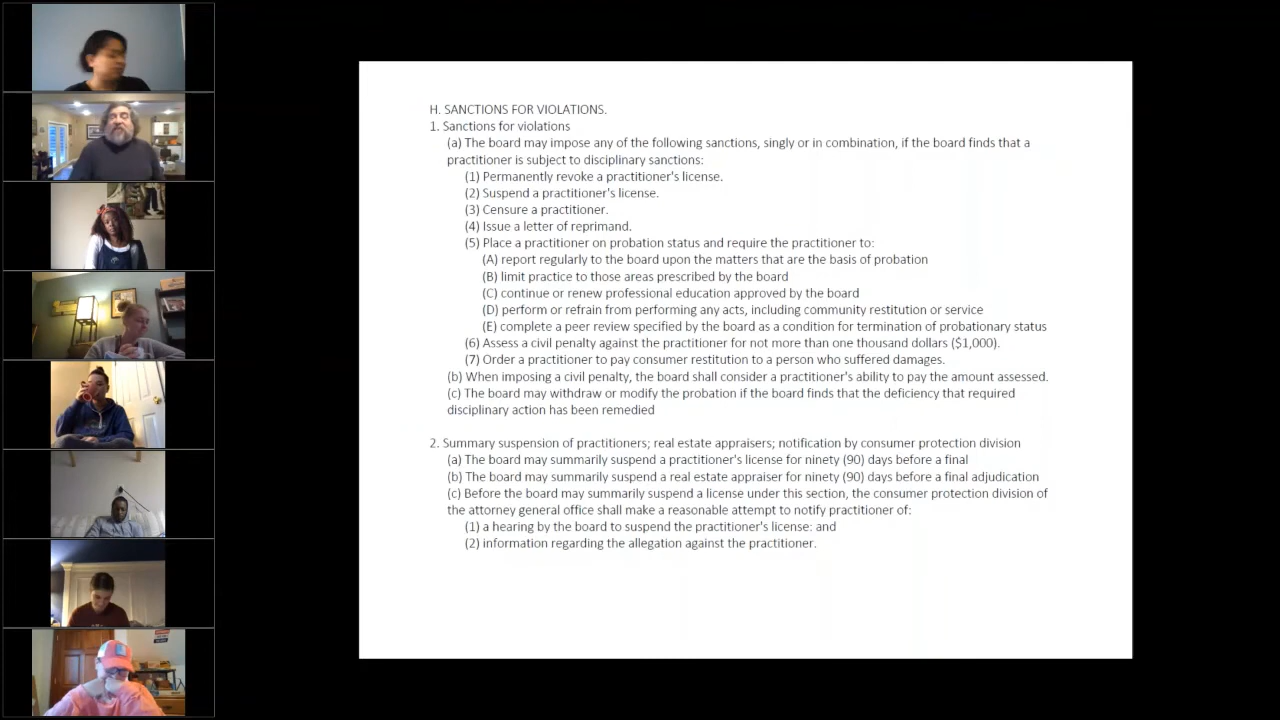 H. SANCTIONS FOR VIOLATIONS.
1. Sanctions for violations
(a) The board may impose any of the following sanctions, singly or in combination, if the board finds that a
practitioner is subject to disciplinary sanctions:
(1) Permanently revoke a practitioner's license.
(2) Suspend a practitioner's license.
(3) Censure a practitioner.
(4) Issue a letter of reprimand.
(5) Place a practitioner on probation status and require the practitioner to:
(A) report regularly to the board upon the matters that are the basis of probation
(B) limit practice to those areas prescribed by the board
(C) continue or renew professional education approved by the board
(D) perform or refrain from performing any acts, including community restitution or service
(E) complete a peer review specified by the board as a condition for termination of probationary status
(6) Assess a civil penalty against the practitioner for not more than one thousand dollars ($1,000).
(7) Order a practitioner to pay consumer restitution to a person who suffered damages.
(b) When imposing a civil penalty, the board shall consider a practitioner's ability to pay the amount assessed.
(c) The board may withdraw or modify the probation if the board finds that the deficiency that required
disciplinary action has been remedied
2. Summary suspension of practitioners; real estate appraisers; notification by consumer protection division
(a) The board may summarily suspend a practitioner's license for ninety (90) days before a final
(b) The board may summarily suspend a real estate appraiser for ninety (90) days before a final adjudication
(c) Before the board may summarily suspend a license under this section, the consumer protection division of
the attorney general office shall make a reasonable attempt to notify practitioner of:
(1) a hearing by the board to suspend the practitioner's license: and
(2) information regarding the allegation against the practitioner.